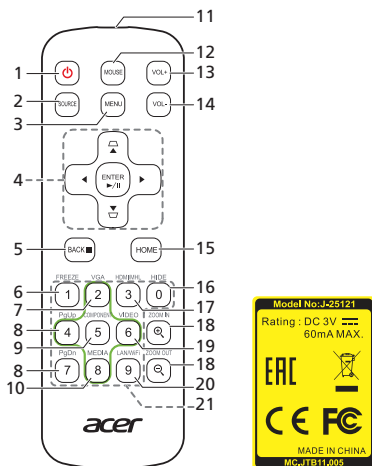 11
12
1
MOUSE
VOL+
13
2
SOURCE
MENU
VOL-
14
3
4
ENTER
5
BACK
HOME
15
FREEZE
VGA
HDMI/MHL
HIDE
16
6
1
2
3
0
7
17
PgUp
COMPONENT
VIDEO
ZOOM IN
8
4
5
6
18
9
19
PgDn
MEDIA
LAN/WiFi
ZOOM OUT
8
7
8
9
18
10
20
21
acer
Model No:J-25121
Rating : DC 3V
60mA MAX.
EAC
CE FC
MADE IN CHINA
MC.JTB11.005